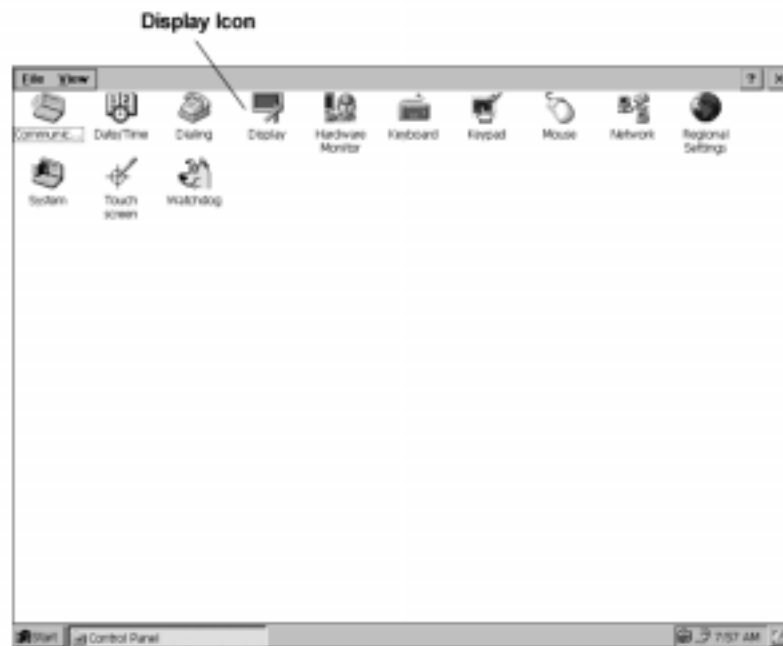 Display Icon
File View ? ×
Communic... Date/Time Dialing Display Hardware Monitor Keyboard Keypad Mouse Network Regional Settings
System Touch screen Watchdog
Start Control Panel 7:57 AM